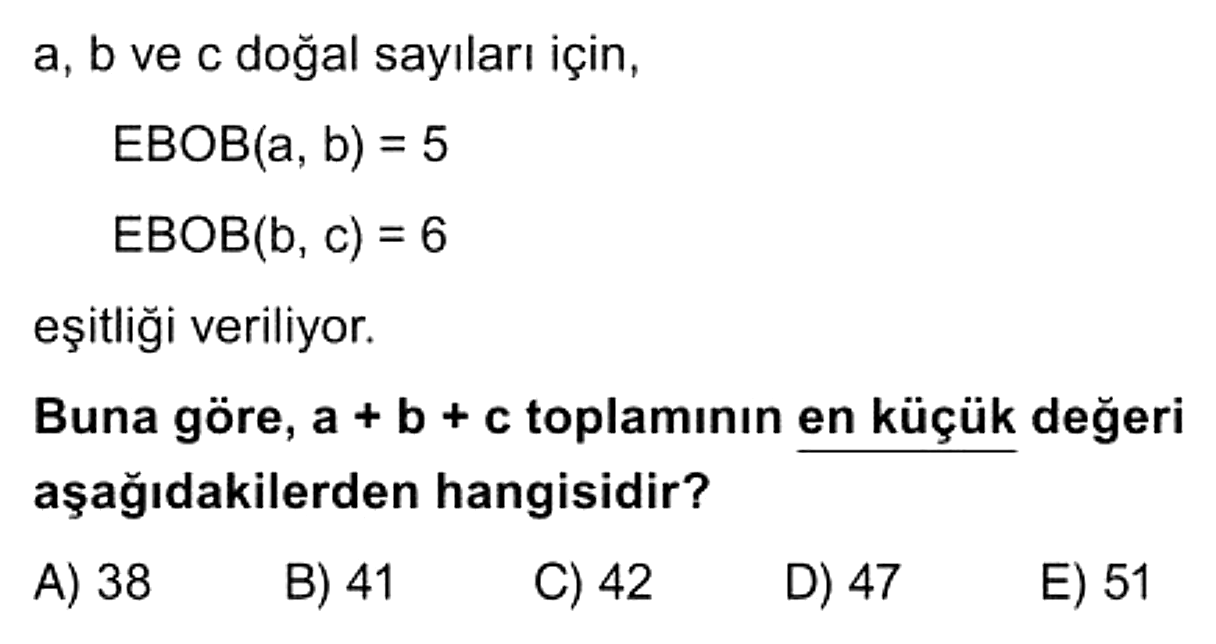 a, b ve c doğal sayıları için,
EBOB(a, b) = 5
EBOB(b, c) = 6
eşitliği veriliyor.
Buna göre, a + b + c toplamının en küçük değeri
aşağıdakilerden hangisidir?
A) 38 B) 41 C) 42 D) 47 E) 51